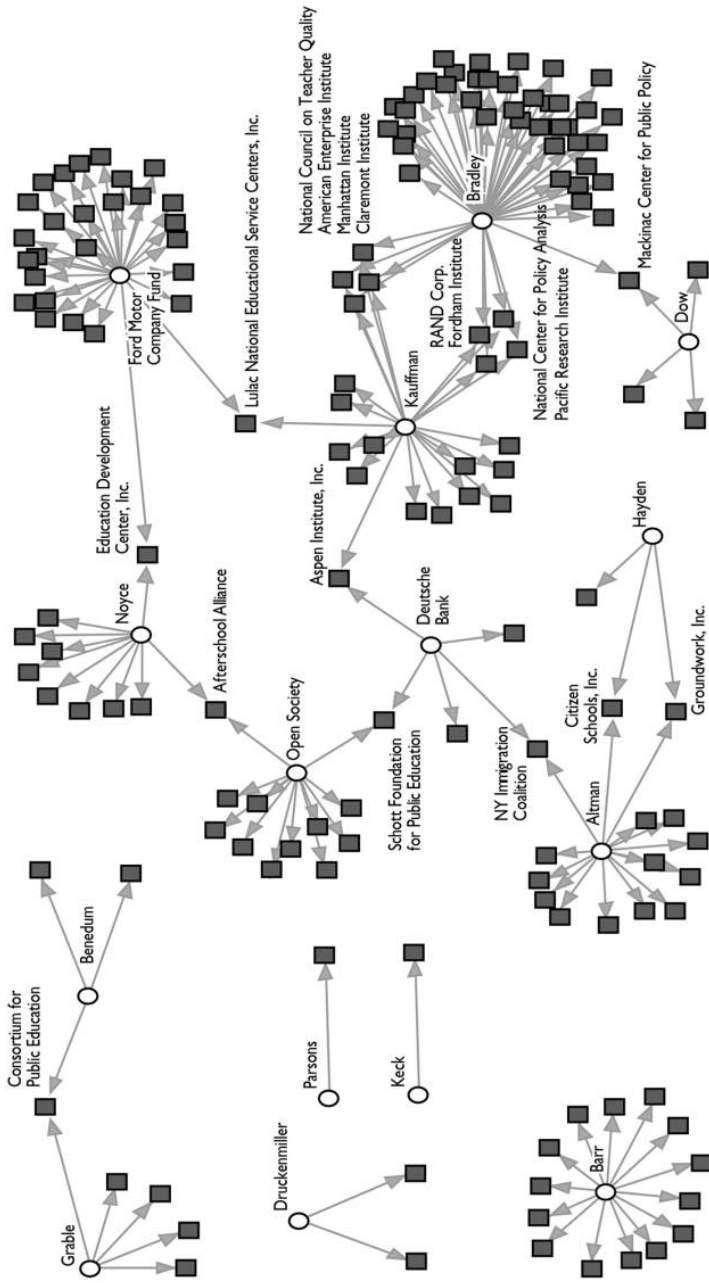 Consortium for
Public Education
Grable
Benedum
Education Development
Center, Inc.
Noyce
Ford Motor
Company Fund
Afterschool Alliance
Lulac National Educational Service Centers, Inc.
Druckenmiller
Open Society
Parsons
Aspen Institute, Inc.
National Council on Teacher Quality
American Enterprise Institute
Manhattan Institute
Claremont Institute
Keck
Schott Foundation
for Public Education
Deutsche
Bank
Kauffman
RAND Corp.
Fordham Institute
Bradley
NY Immigration
Coalition
National Center for Policy Analysis
Pacific Research Institute
Barr
Altman
Citizen
Schools, Inc.
Hayden
Mackinac Center for Public Policy
Groundwork, Inc.
Dow